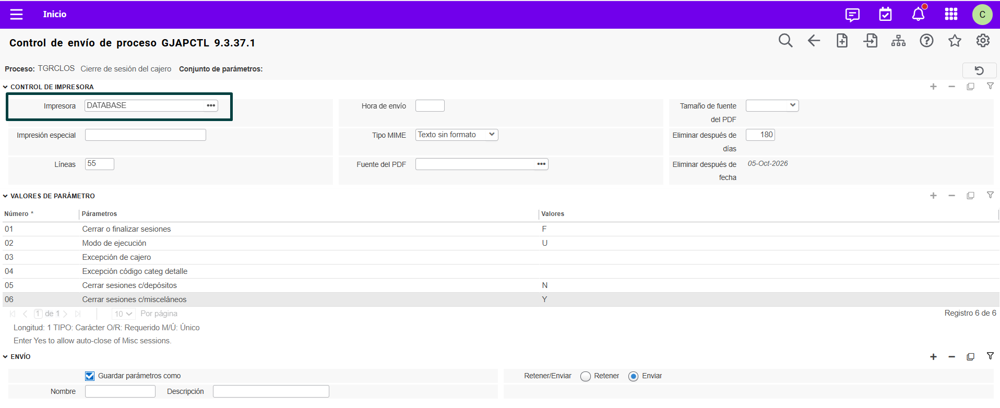 Inicio
C
Control de envío de proceso GJAPCTL 9.3.37.1
Proceso: TGRCLOS Cierre de sesión del cajero Conjunto de parámetros:
CONTROL DE IMPRESORA
Impresora DATABASE Hora de envío Tamaño de fuente del PDF
Impresión especial Tipo MIME Texto sin formato Eliminar después de días 180
Líneas 55 Fuente del PDF Eliminar después de fecha 05-Oct-2026
VALORES DE PARÁMETRO
Número * Párametros Valores
01 Cerrar o finalizar sesiones F
02 Modo de ejecución U
03 Excepción de cajero
04 Excepción código categ detalle
05 Cerrar sesiones c/depósitos N
06 Cerrar sesiones c/misceláneos Y
1 de 1 10 Por página Registro 6 de 6
Longitud: 1 TIPO: Carácter O/R: Requerido M/Ú: Único
Enter Yes to allow auto-close of Misc sessions.
ENVÍO
Guardar parámetros como Retener/Enviar Retener Enviar
Nombre Descripción